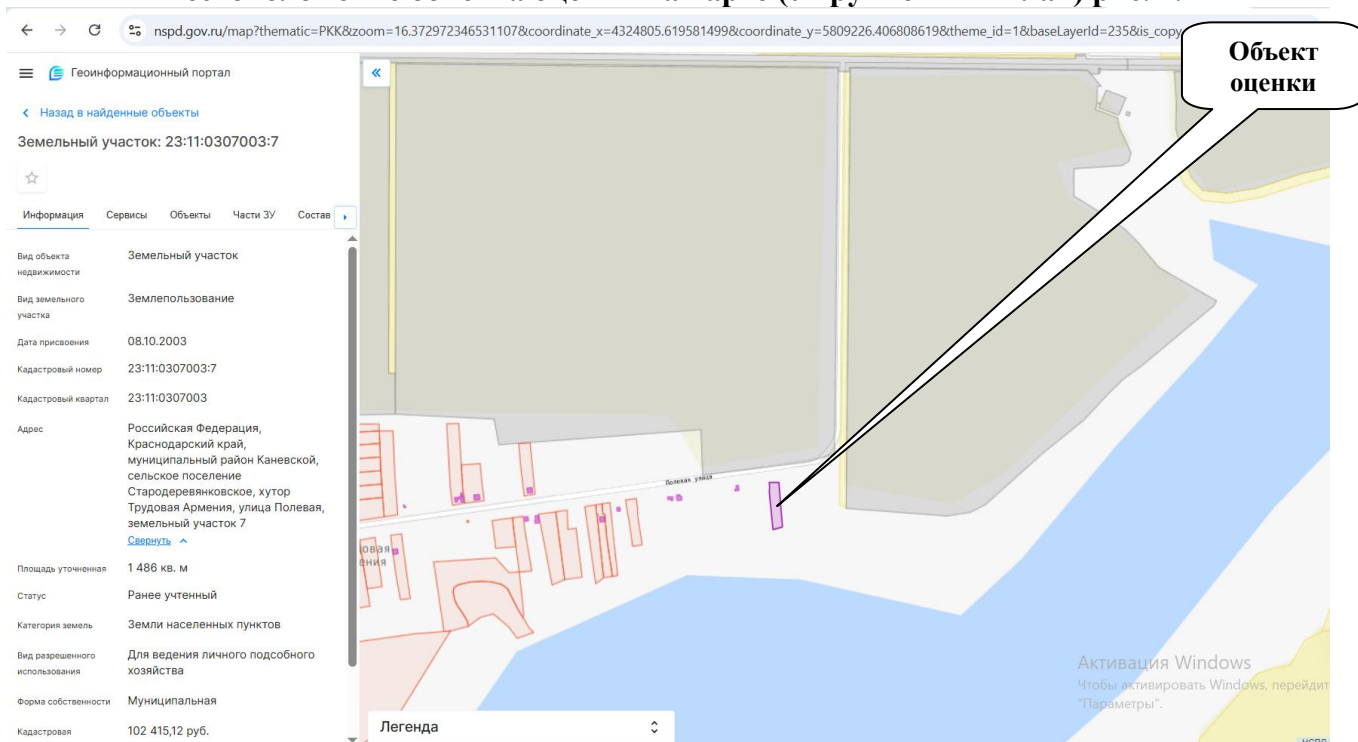 nspd.gov.ru/map?thematic=PKK&zoom=16.372972346531107&coordinate_x=4324805.619581499&coordinate_y=5809226.406808619&theme_id=1&baseLayerId=235&is_copy
Объект
оценки
Геоинформационный портал
Назад в найденные объекты
Земельный участок: 23:11:0307003:7
Информация Сервисы Объекты Части ЗУ Состав
Вид объекта недвижимости Земельный участок
Вид земельного участка Землепользование
Дата присвоения 08.10.2003
Кадастровый номер 23:11:0307003:7
Кадастровый квартал 23:11:0307003
Адрес Российская Федерация,
Краснодарский край,
муниципальный район Каневской,
сельское поселение
Стародеревянковское, хутор
Трудовая Армения, улица Полевая,
земельный участок 7
Свернуть
Площадь уточненная 1 486 кв. м
Статус Ранее учтенный
Категория земель Земли населенных пунктов
Вид разрешенного использования Для ведения личного подсобного
хозяйства
Форма собственности Муниципальная
Кадастровая 102 415,12 руб.
Полевая улица
овая
ения
Легенда
Активация Windows
Чтобы активировать Windows, перейдит
"Параметры".